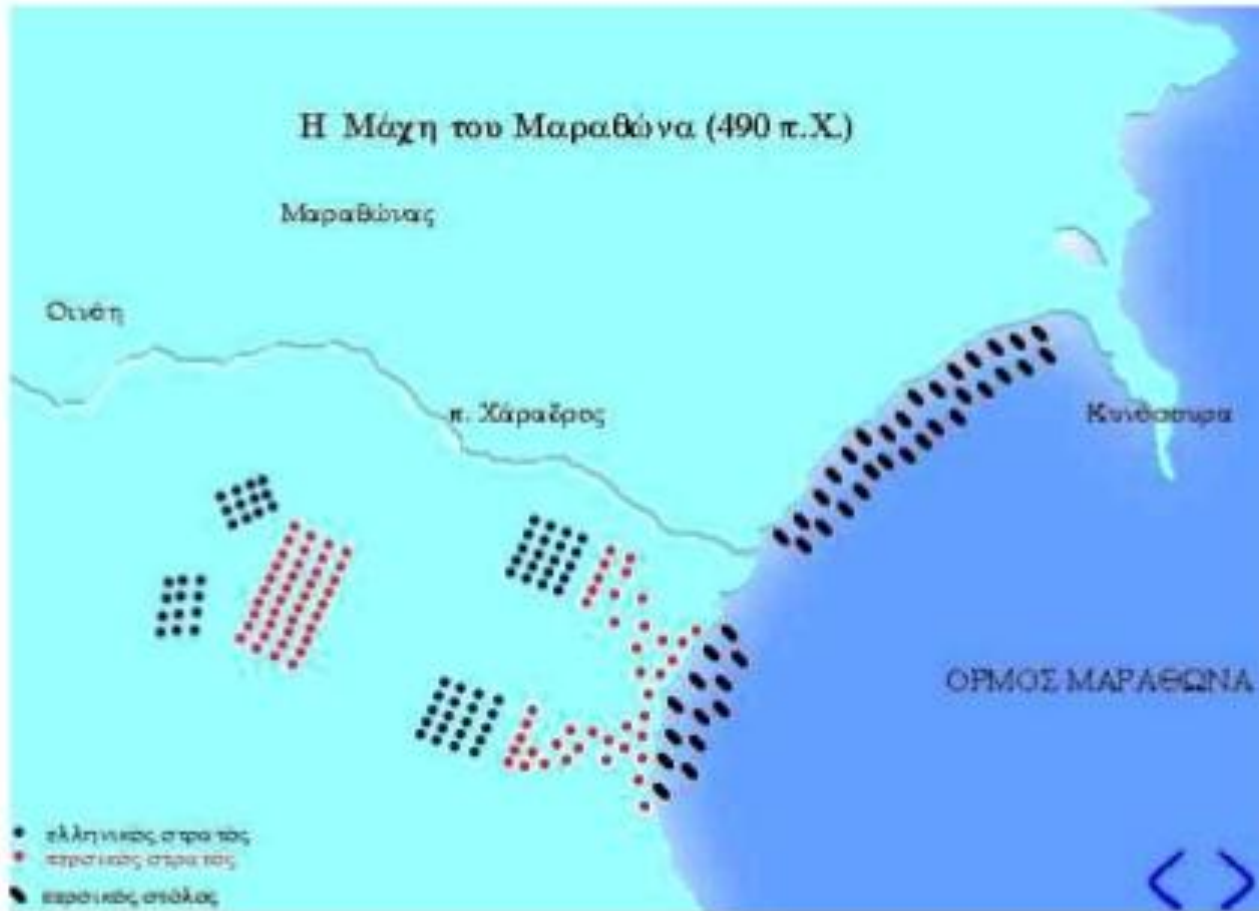 Η Μάχη του Μαραθώνα (490 π.Χ.)
Μαραθώνας
Οινόη
π. Χάραδρος
Κυνόσουρα
ΟΡΜΟΣ ΜΑΡΑΘΩΝΑ
ελληνικός στρατός
περσικός στρατός
περσικός στόλος